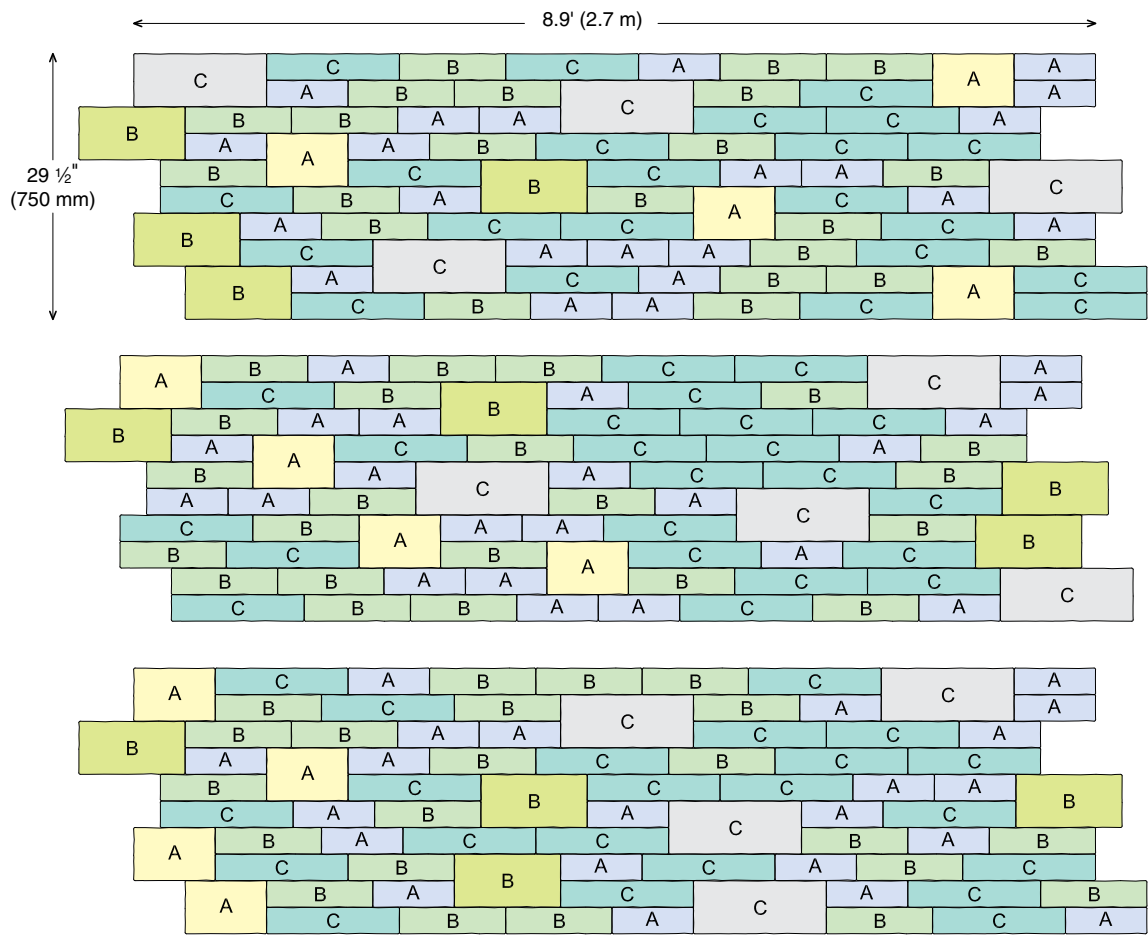 8.9' (2.7 m)
29 ½"
(750 mm)
C C B C A B B A A
A B B C B C A
B B B A A C C A
A A A B C B C C
B C B C A A B C
C B A B A C A
B A B C C B C A
C C A A A B C B
B A C A B B A C
C B A A B C C
A B A B B C C C A
C B B A C B A
B B A A C C C A
A A C B C C A B
B A C A C C B B
A A B B A C C
C B A A A C B B
B C B A C A C
B B A A B C C C
C B B A A C B A
A C A B B B C C A
B C B C B A A
B B B A A C C A
A A A B C B C C
B C B C C A A B
C A B A C A C
A B A C C B A B
C B B A C A B C
A B A C C A C B
C B B A B C A